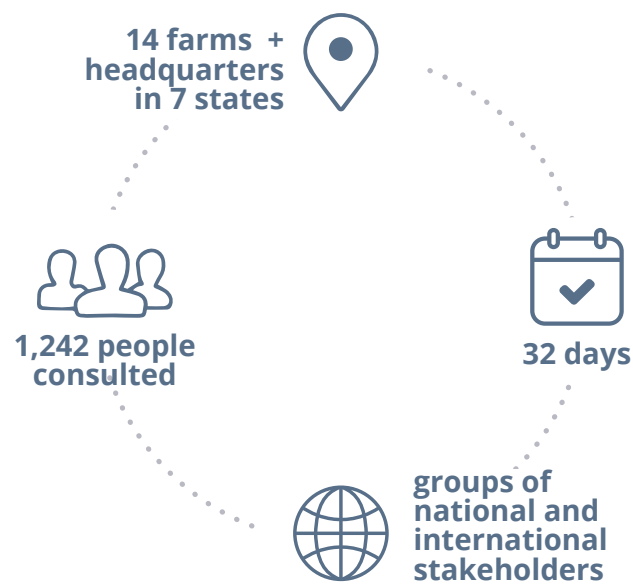 14 farms +
headquarters
in 7 states
1,242 people
consulted
32 days
groups of
national and
international
stakeholders